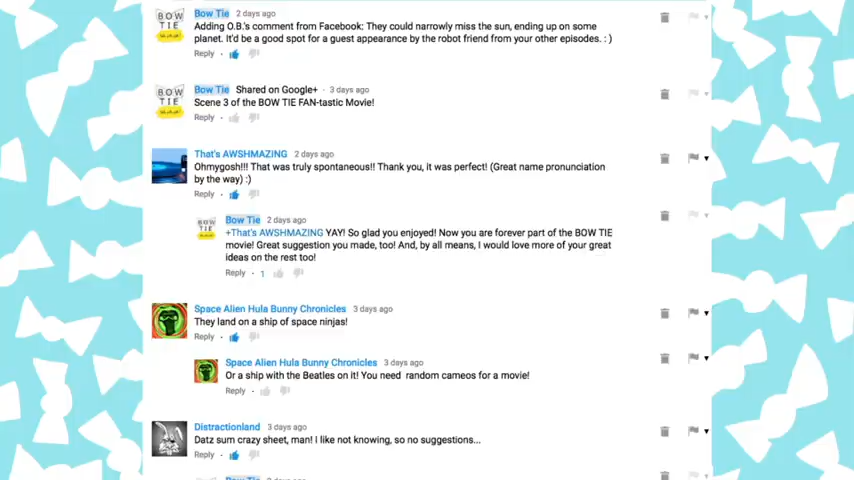 BOW
TIE
Bow Tie 2 days ago
Adding O.B.'s comment from Facebook: They could narrowly miss the sun, ending up on some
planet. It'd be a good spot for a guest appearance by the robot friend from your other episodes. : )
Reply ·
BOW
TIE
Bow Tie Shared on Google+ · 3 days ago
Scene 3 of the BOW TIE FAN-tastic Movie!
Reply ·
That's AWSHMAZING 2 days ago
Ohmygosh!!! That was truly spontaneous!! Thank you, it was perfect! (Great name pronunciation
by the way) :)
Reply ·
BOW
TIE
Bow Tie 2 days ago
+That's AWSHMAZING YAY! So glad you enjoyed! Now you are forever part of the BOW TIE
movie! Great suggestion you made, too! And, by all means, I would love more of your great
ideas on the rest too!
Reply · 1
Space Alien Hula Bunny Chronicles 3 days ago
They land on a ship of space ninjas!
Reply ·
Space Alien Hula Bunny Chronicles 3 days ago
Or a ship with the Beatles on it! You need random cameos for a movie!
Reply ·
Distractionland 3 days ago
Datz sum crazy sheet, man! I like not knowing, so no suggestions...
Reply ·
Bow Tie 2 days ago